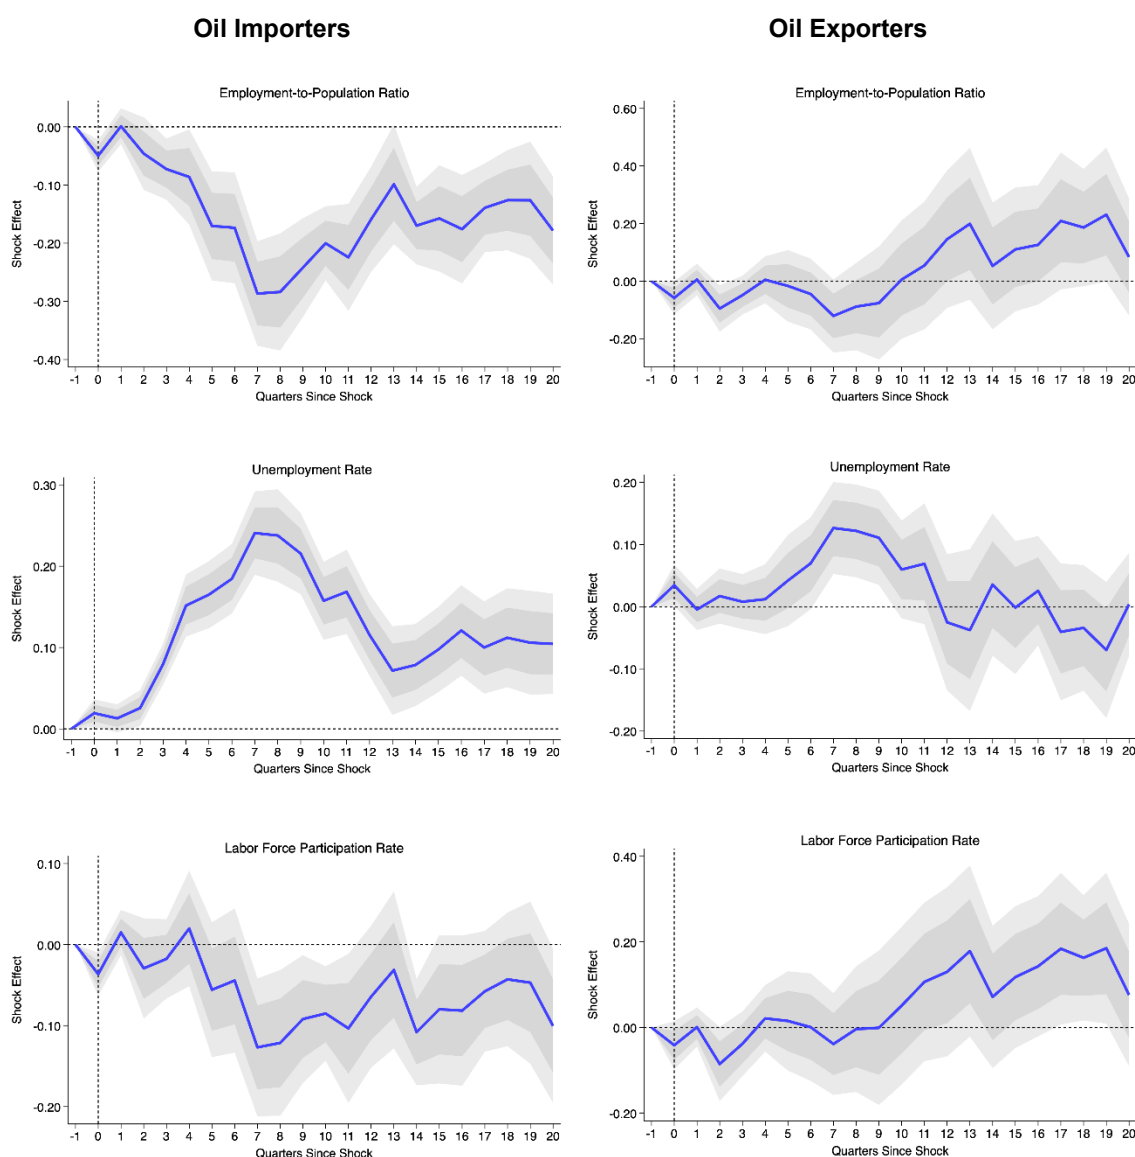 Oil Importers
Oil Exporters
Employment-to-Population Ratio
0.00
-0.10
-0.20
-0.30
-0.40
Shock Effect
-1 0 1 2 3 4 5 6 7 8 9 10 11 12 13 14 15 16 17 18 19 20
Quarters Since Shock
Employment-to-Population Ratio
0.60
0.40
0.20
0.00
-0.20
Shock Effect
-1 0 1 2 3 4 5 6 7 8 9 10 11 12 13 14 15 16 17 18 19 20
Quarters Since Shock
Unemployment Rate
0.30
0.20
0.10
0.00
Shock Effect
-1 0 1 2 3 4 5 6 7 8 9 10 11 12 13 14 15 16 17 18 19 20
Quarters Since Shock
Unemployment Rate
0.20
0.10
0.00
-0.10
-0.20
Shock Effect
-1 0 1 2 3 4 5 6 7 8 9 10 11 12 13 14 15 16 17 18 19 20
Quarters Since Shock
Labor Force Participation Rate
0.10
0.00
-0.10
-0.20
Shock Effect
-1 0 1 2 3 4 5 6 7 8 9 10 11 12 13 14 15 16 17 18 19 20
Quarters Since Shock
Labor Force Participation Rate
0.40
0.20
0.00
-0.20
Shock Effect
-1 0 1 2 3 4 5 6 7 8 9 10 11 12 13 14 15 16 17 18 19 20
Quarters Since Shock